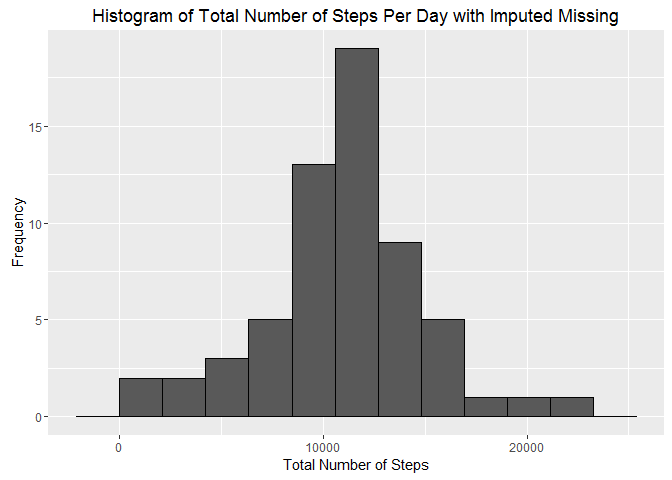 Histogram of Total Number of Steps Per Day with Imputed Missing
Frequency
15
10
5
0
0 10000 20000
Total Number of Steps